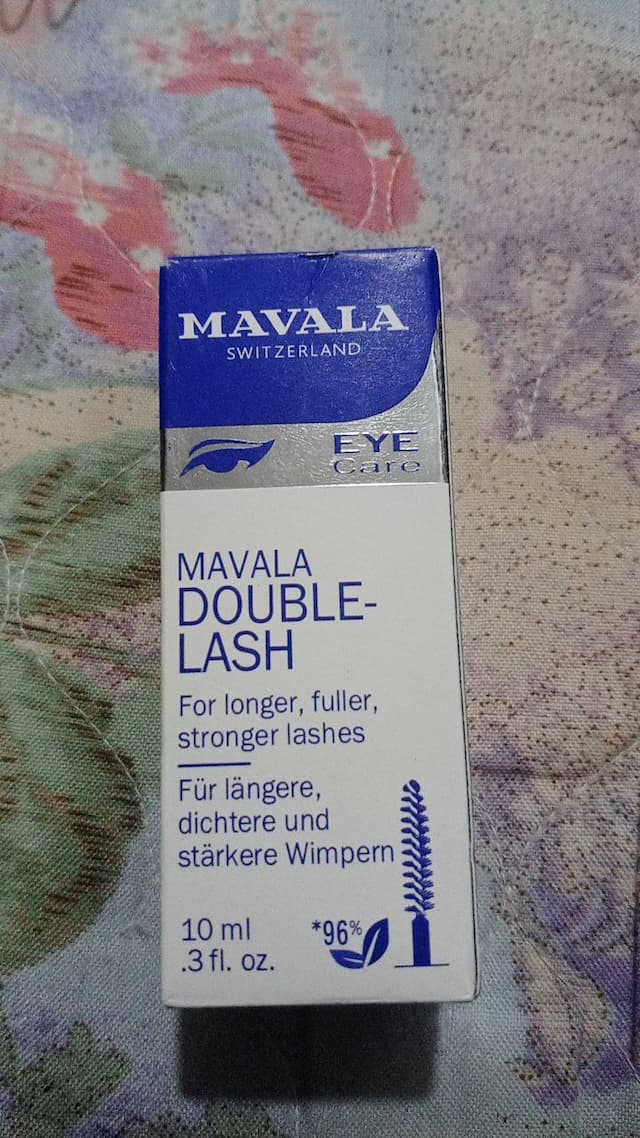 MAVALA
SWITZERLAND
EYE
Care
MAVALA
DOUBLE-
LASH
For longer, fuller,
stronger lashes
Für längere,
dichtere und
stärkere Wimpern
10 ml
.3 fl. oz.
*96%